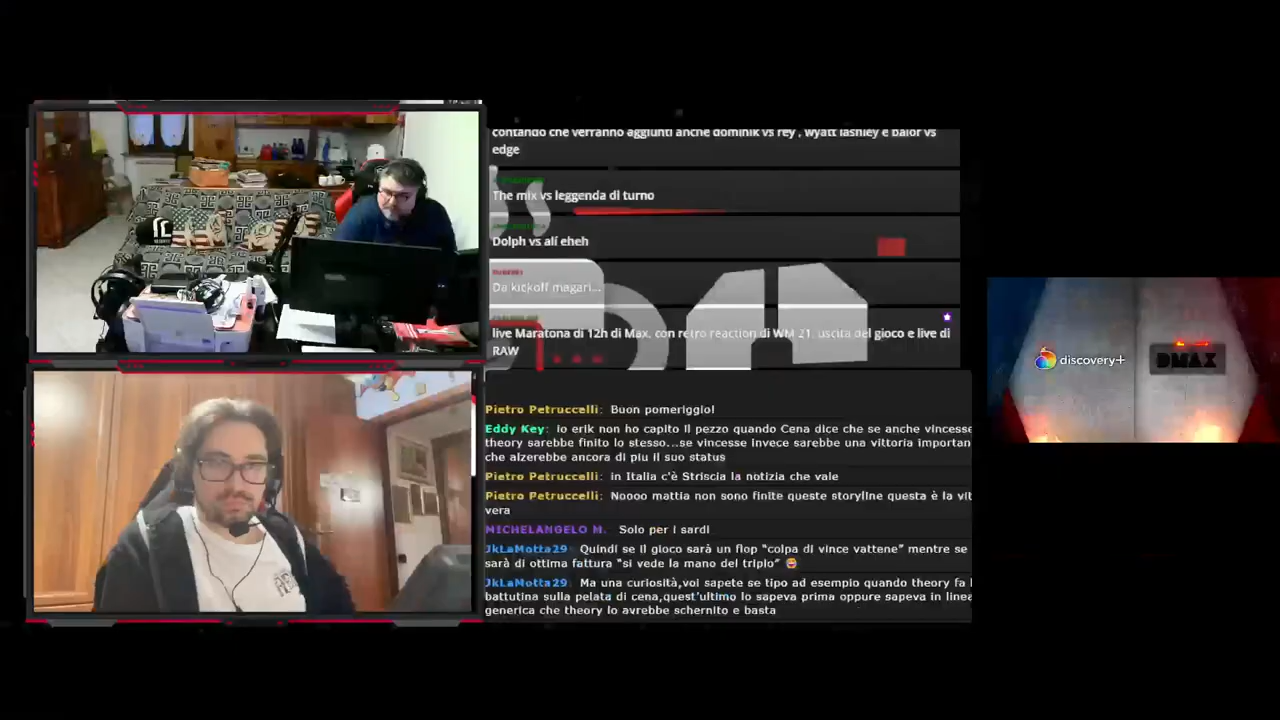 contando che verranno aggiunti anche dominik vs rey , wyatt lashley e balor vs
edge
The mix vs leggenda di turno
Dolph vs alì eheh
Da kickoff magari...
live Maratona di 12h di Max, con retro reaction di WM 21, uscita del gioco e live di
RAW
Pietro Petruccelli: Buon pomeriggio!
Eddy Key: io erik non ho capito il pezzo quando Cena dice che se anche vincesse
theory sarebbe finito lo stesso...se vincesse invece sarebbe una vittoria importan
che alzerebbe ancora di piu il suo status
Pietro Petruccelli: in Italia c'è Striscia la notizia che vale
Pietro Petruccelli: Noooo mattia non sono finite queste storyline questa è la vit
vera
MICHELANGELO M. Solo per i sardi
JkLaMotta29: Quindi se il gioco sarà un flop "colpa di vince vattene" mentre se
sarà di ottima fattura "si vede la mano del triplo"
JkLaMotta29: Ma una curiosità,voi sapete se tipo ad esempio quando theory fa l
battutina sulla pelata di cena,quest'ultimo lo sapeva prima oppure sapeva in linea
generica che theory lo avrebbe schernito e basta
discovery+
DMAX